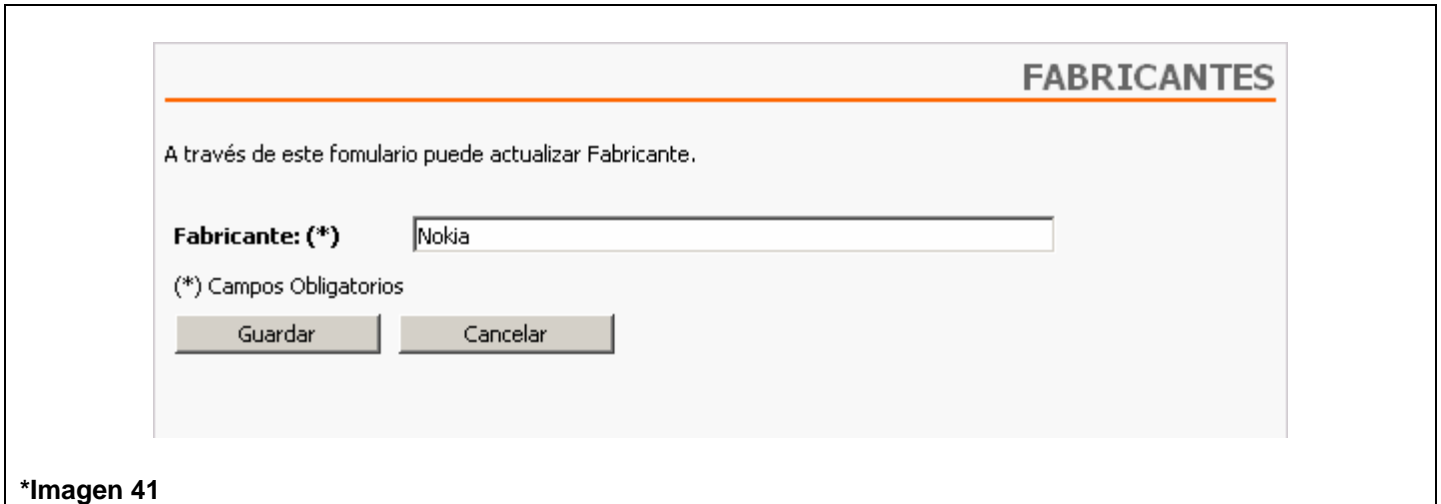 FABRICANTES
A través de este fomulario puede actualizar Fabricante.
Fabricante: (*) Nokia
(*) Campos Obligatorios
Guardar Cancelar
*Imagen 41